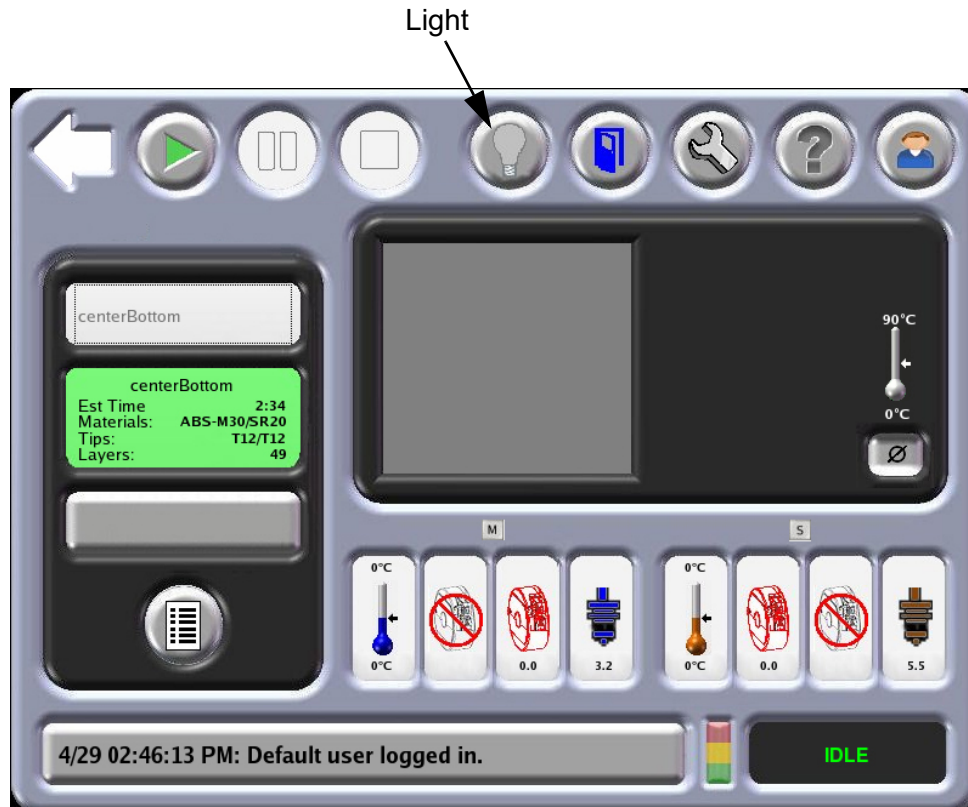 Light
centerBottom
centerBottom
Est Time 2:34
Materials: ABS-M30/SR20
Tips: T12/T12
Layers: 49
90°C
0°C
M
S
0°C
0°C
0.0
3.2
0°C
0°C
0.0
5.5
4/29 02:46:13 PM: Default user logged in.
IDLE